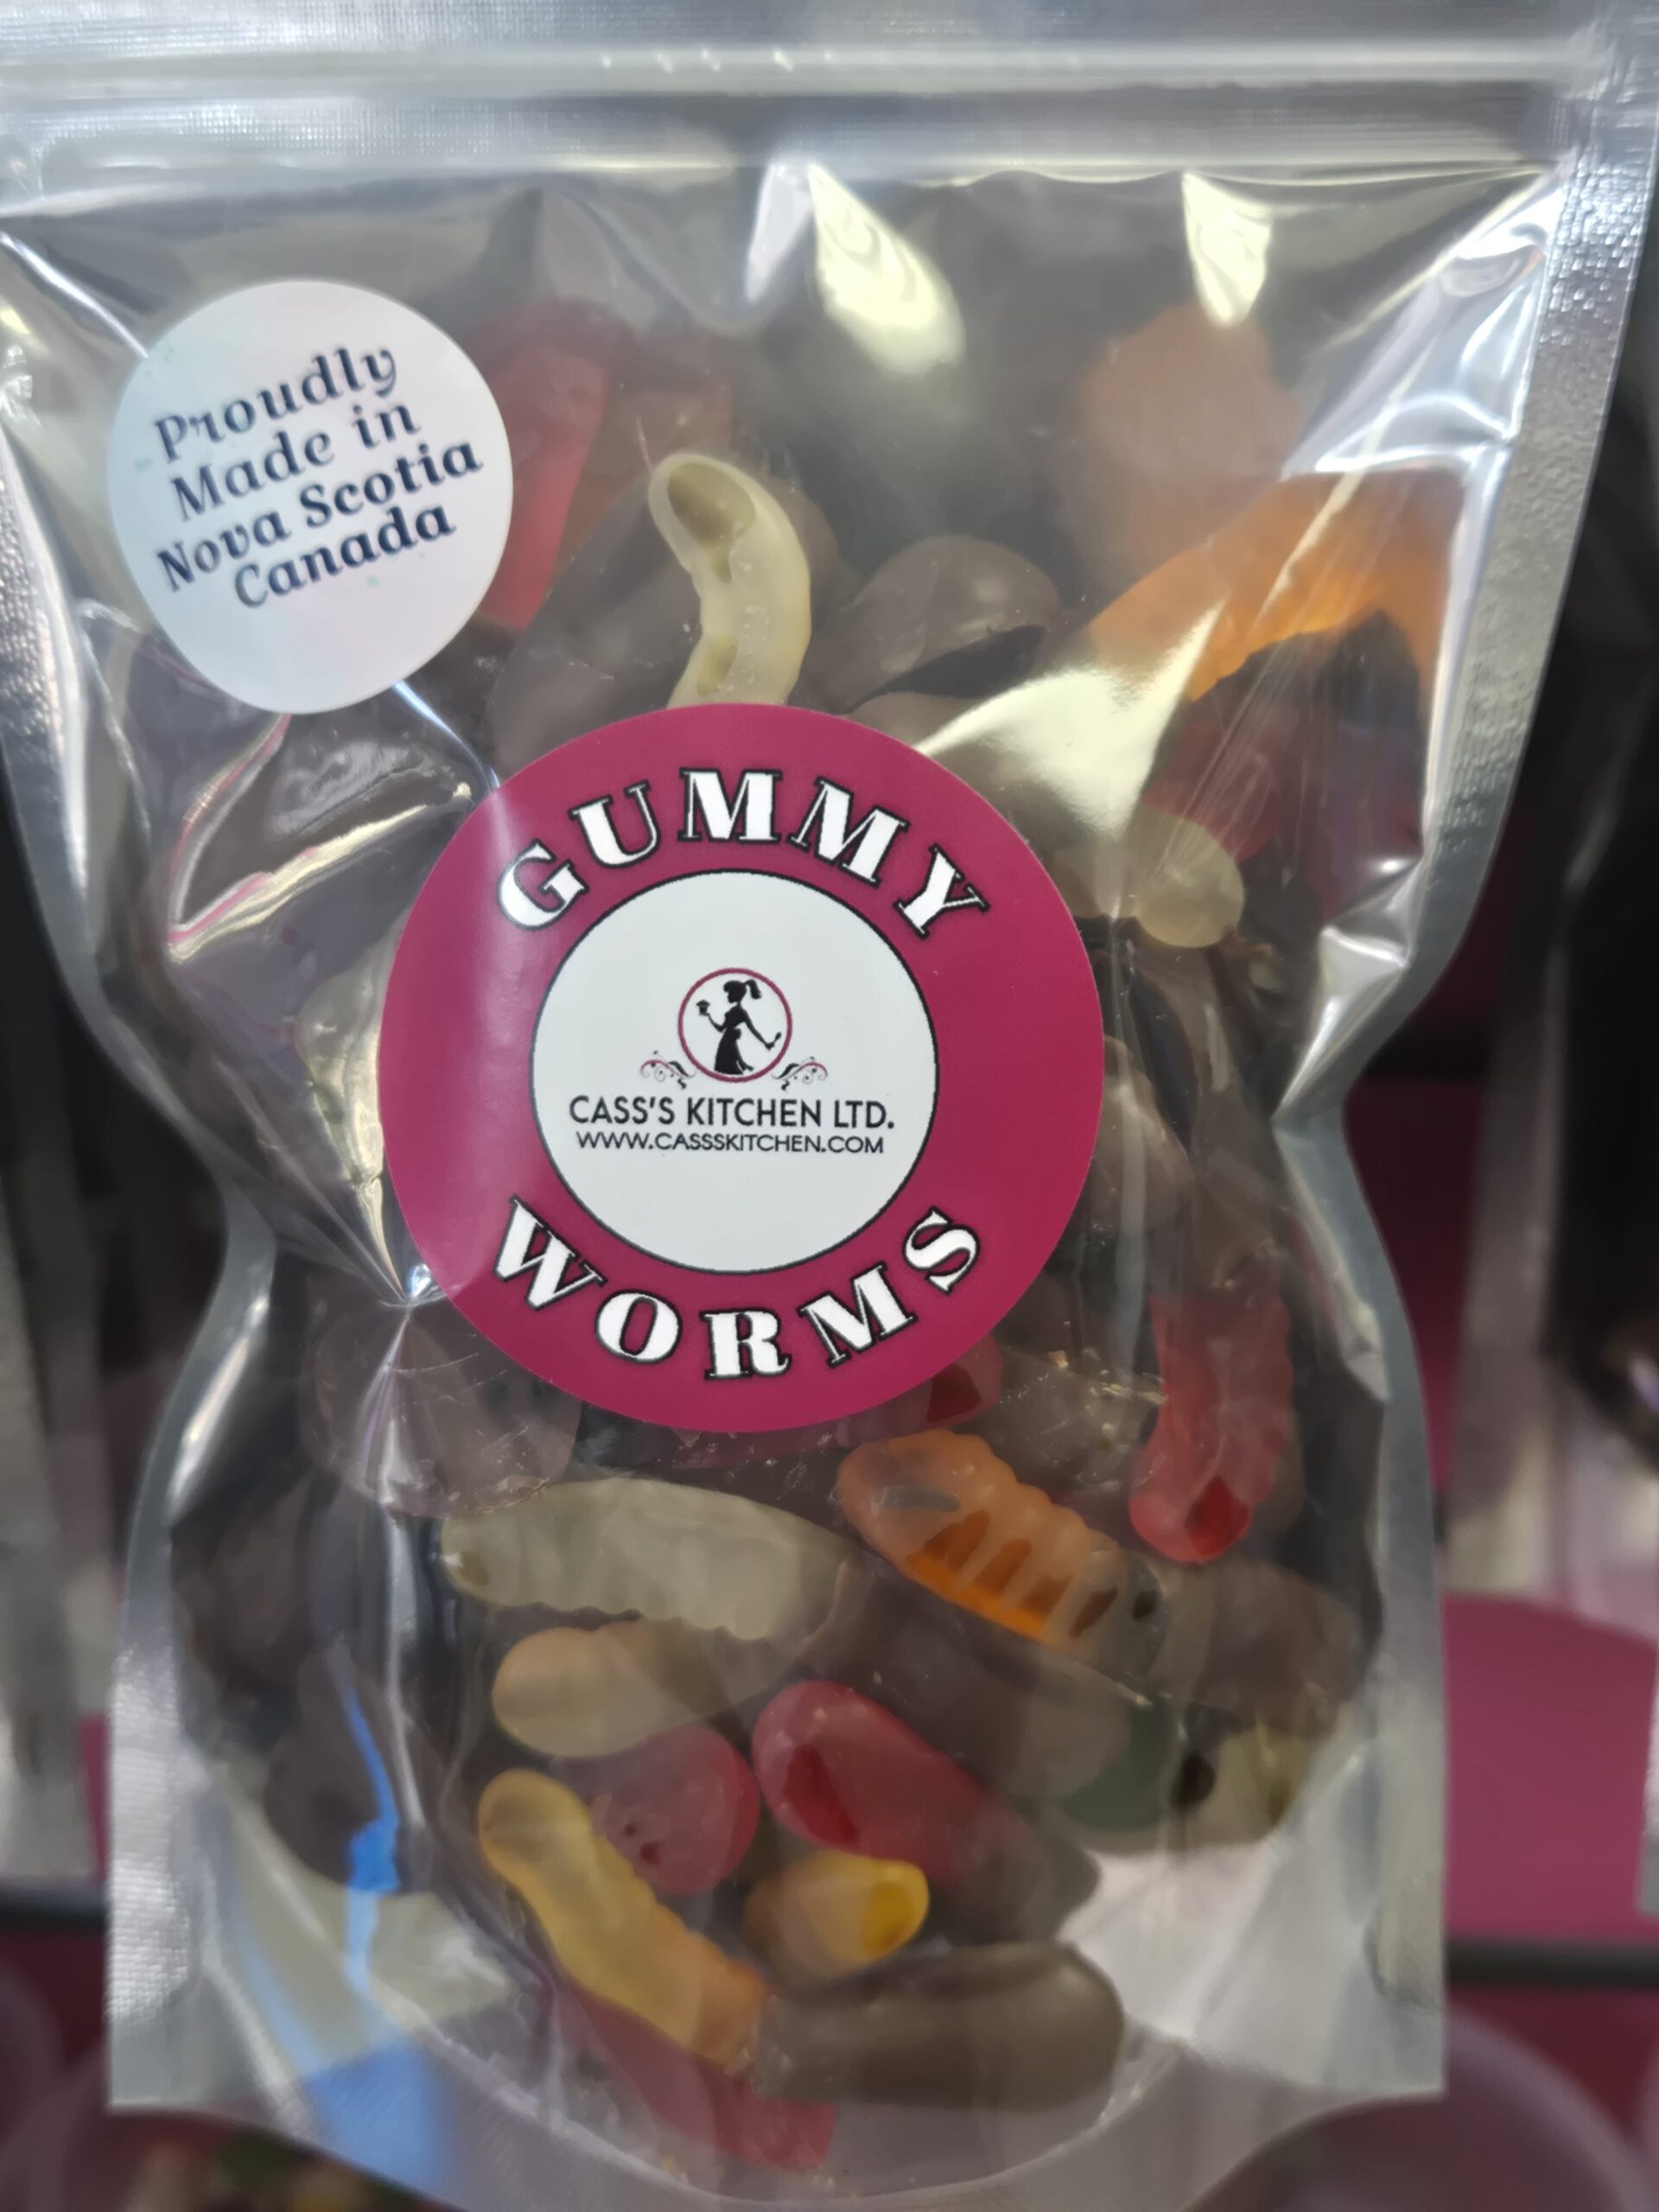 Proudly
Made in
Nova Scotia
Canada
GUMMY
CASS'S KITCHEN LTD.
WWW.CASSSKITCHEN.COM
WORMS